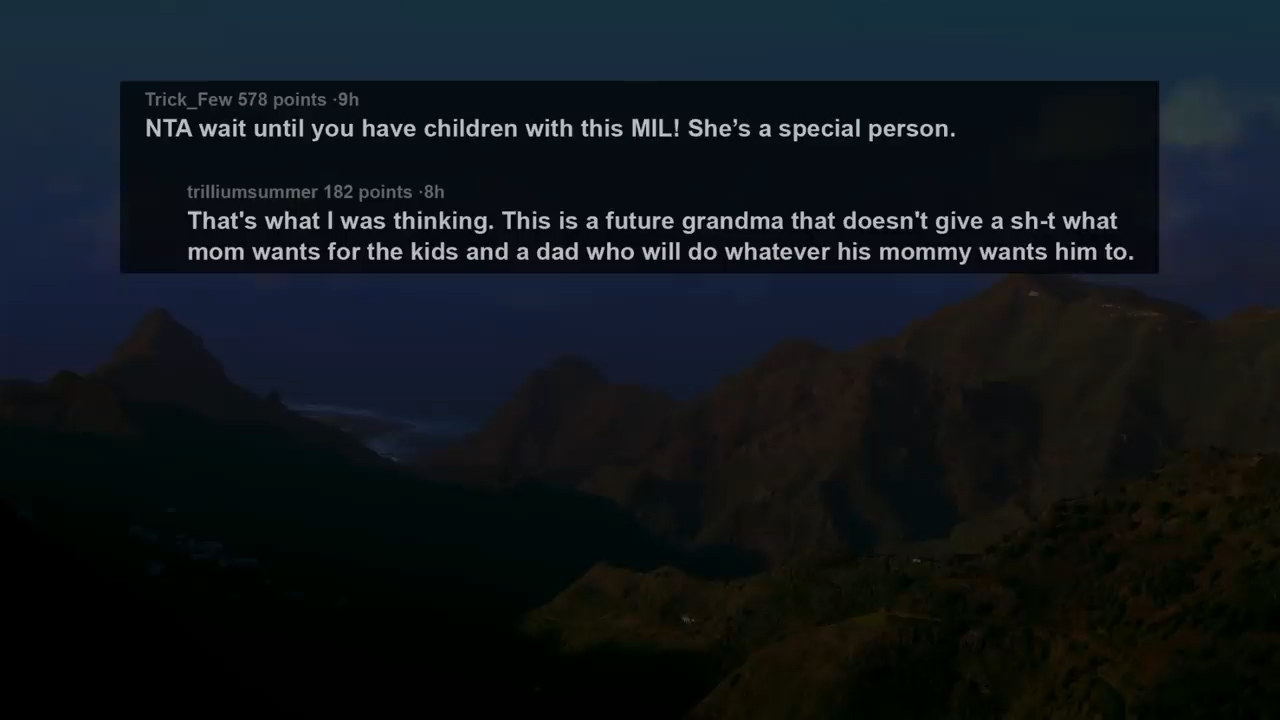 Trick_Few 578 points ·9h
NTA wait until you have children with this MIL! She’s a special person.
trilliumsummer 182 points ·8h
That's what I was thinking. This is a future grandma that doesn't give a sh-t what
mom wants for the kids and a dad who will do whatever his mommy wants him to.